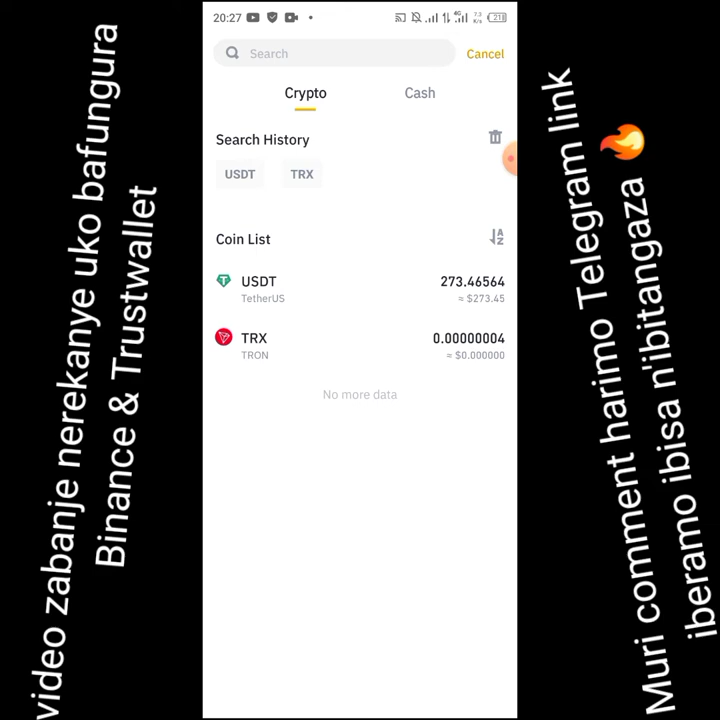 video zabanje nerekanye uko bafungura
Binance & Trustwallet
20:27
Search
Cancel
Crypto
Cash
Search History
USDT
TRX
Coin List
USDT
273.46564
TetherUS
≈ $273.45
TRX
0.00000004
TRON
≈ $0.000000
No more data
Muri comment harimo Telegram link
iberamo ibisa n'ibitangaza 🔥